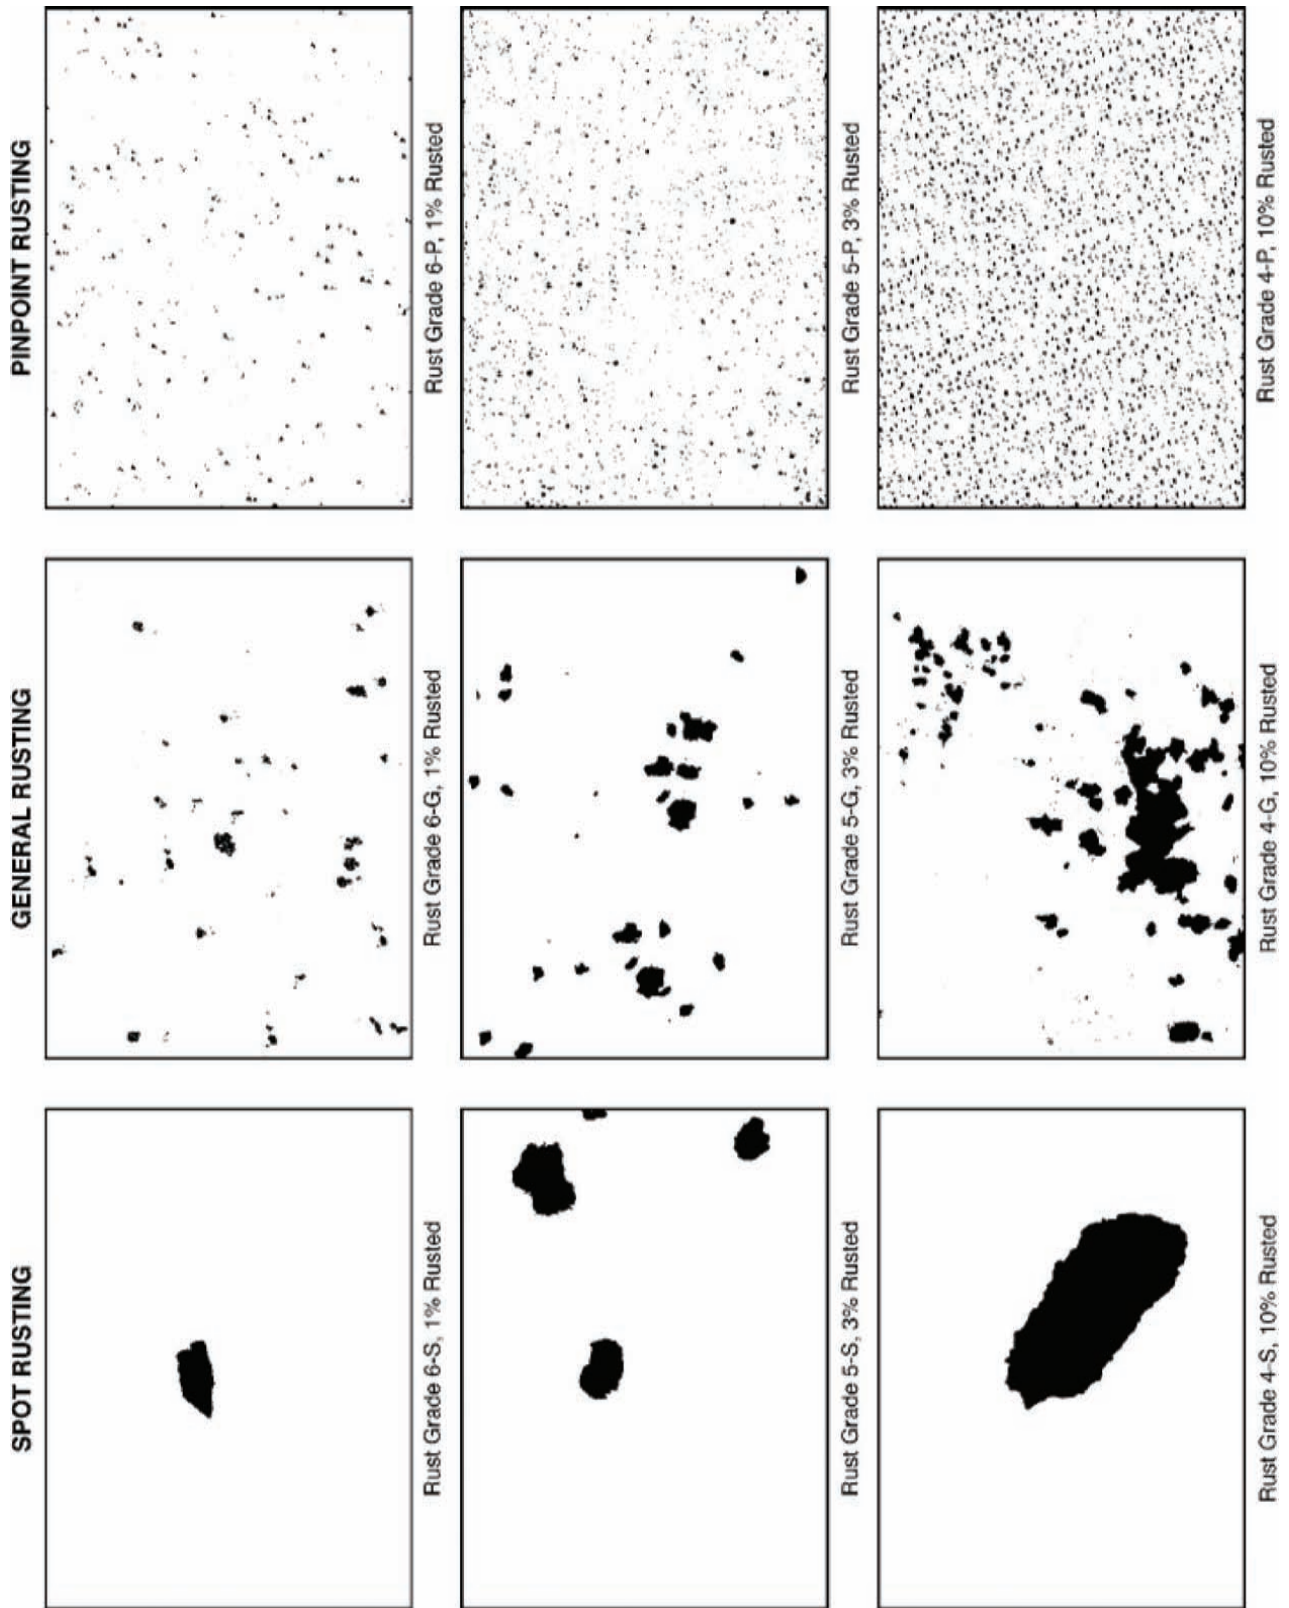 SPOT RUSTING
GENERAL RUSTING
PINPOINT RUSTING
Rust Grade 6-S, 1% Rusted
Rust Grade 6-G, 1% Rusted
Rust Grade 6-P, 1% Rusted
Rust Grade 5-S, 3% Rusted
Rust Grade 5-G, 3% Rusted
Rust Grade 5-P, 3% Rusted
Rust Grade 4-S, 10% Rusted
Rust Grade 4-G, 10% Rusted
Rust Grade 4-P, 10% Rusted